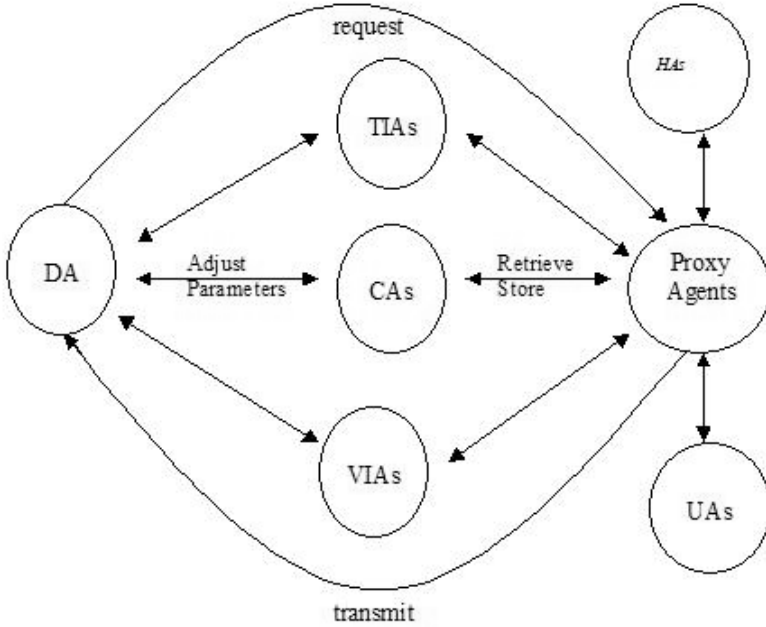 request
HAs
TIAs
DA
Adjust
Parameters
CAs
Retrieve
Store
Proxy
Agents
VIAs
UAs
transmit